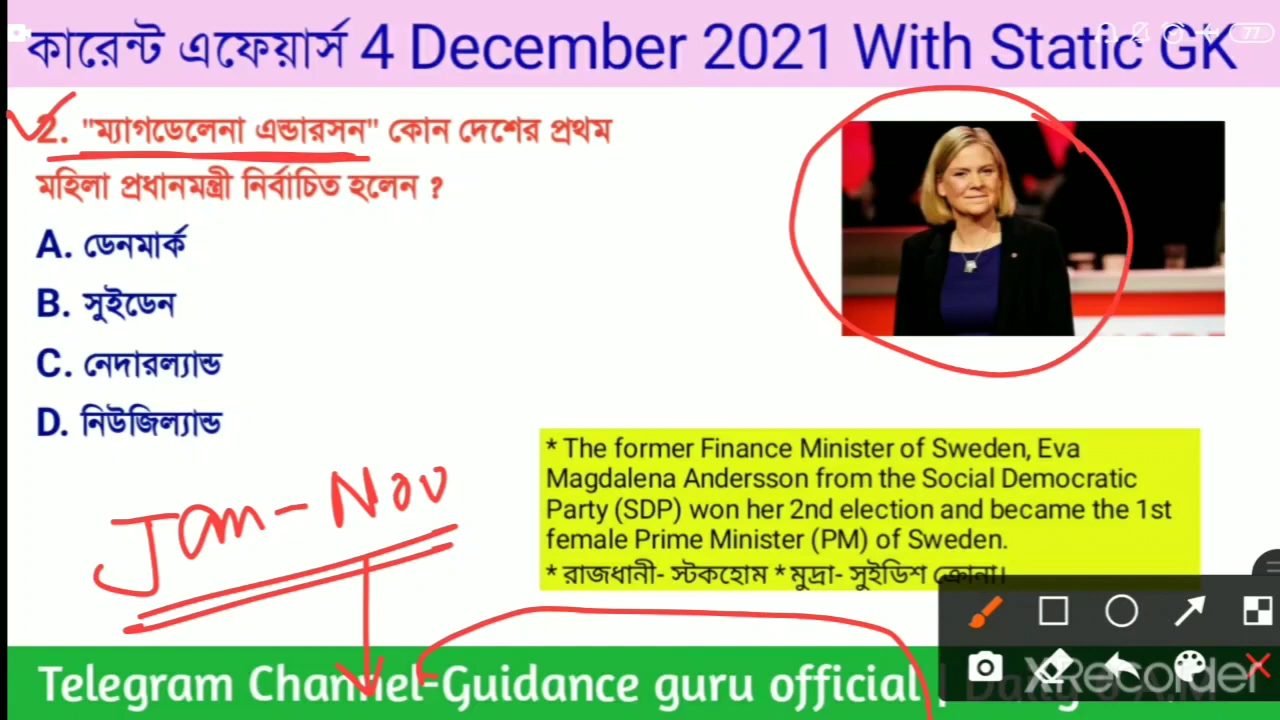 কারেন্ট এফেয়ার্স 4 December 2021 With Static GK
77
2. "ম্যাগডেলেনা এন্ডারসন" কোন দেশের প্রথম
মহিলা প্রধানমন্ত্রী নির্বাচিত হলেন ?
A. ডেনমার্ক
B. সুইডেন
C. নেদারল্যান্ড
D. নিউজিল্যান্ড
Jan-Nov
* The former Finance Minister of Sweden, Eva
Magdalena Andersson from the Social Democratic
Party (SDP) won her 2nd election and became the 1st
female Prime Minister (PM) of Sweden.
* রাজধানী- স্টকহোম * মুদ্রা- সুইডিশ ক্রোনা।
Telegram Channel-Guidance guru official |
XRecorder